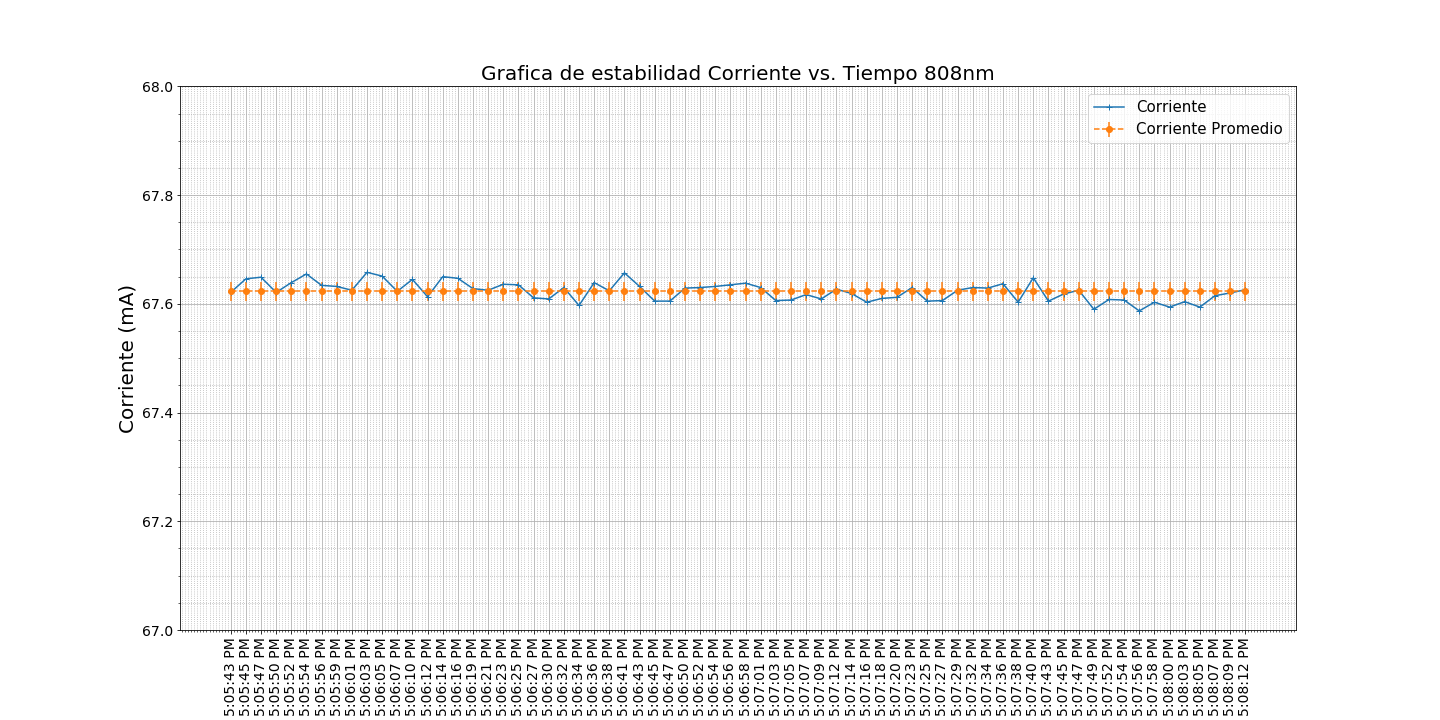 Grafica de estabilidad Corriente vs. Tiempo 808nm
Corriente
Corriente Promedio
Corriente (mA)
68.0
67.8
67.6
67.4
67.2
67.0
5:05:43 PM
5:05:45 PM
5:05:47 PM
5:05:50 PM
5:05:52 PM
5:05:54 PM
5:05:56 PM
5:05:59 PM
5:06:01 PM
5:06:03 PM
5:06:05 PM
5:06:07 PM
5:06:10 PM
5:06:12 PM
5:06:14 PM
5:06:16 PM
5:06:19 PM
5:06:21 PM
5:06:23 PM
5:06:25 PM
5:06:27 PM
5:06:30 PM
5:06:32 PM
5:06:34 PM
5:06:36 PM
5:06:38 PM
5:06:41 PM
5:06:43 PM
5:06:45 PM
5:06:47 PM
5:06:50 PM
5:06:52 PM
5:06:54 PM
5:06:56 PM
5:06:58 PM
5:07:01 PM
5:07:03 PM
5:07:05 PM
5:07:07 PM
5:07:09 PM
5:07:12 PM
5:07:14 PM
5:07:16 PM
5:07:18 PM
5:07:20 PM
5:07:23 PM
5:07:25 PM
5:07:27 PM
5:07:29 PM
5:07:32 PM
5:07:34 PM
5:07:36 PM
5:07:38 PM
5:07:40 PM
5:07:43 PM
5:07:45 PM
5:07:47 PM
5:07:49 PM
5:07:52 PM
5:07:54 PM
5:07:56 PM
5:07:58 PM
5:08:00 PM
5:08:03 PM
5:08:05 PM
5:08:07 PM
5:08:09 PM
5:08:12 PM